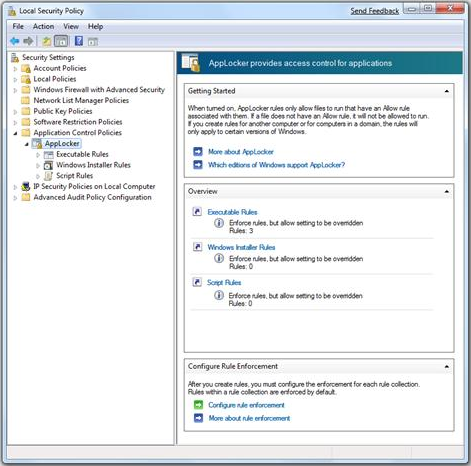 Local Security Policy
Send Feedback
File Action View Help
Security Settings
Account Policies
Local Policies
Windows Firewall with Advanced Security
Network List Manager Policies
Public Key Policies
Software Restriction Policies
Application Control Policies
AppLocker
Executable Rules
Windows Installer Rules
Script Rules
IP Security Policies on Local Computer
Advanced Audit Policy Configuration
AppLocker provides access control for applications
Getting Started
When turned on, AppLocker rules only allow files to run that have an Allow rule
associated with them. If a file does not have an Allow rule, it will not be allowed to run.
If you create rules for another computer or for computers in a domain, the rules will
only apply to certain versions of Windows.
More about AppLocker
Which editions of Windows support AppLocker?
Overview
Executable Rules
Enforce rules, but allow setting to be overridden
Rules: 3
Windows Installer Rules
Enforce rules, but allow setting to be overridden
Rules: 0
Script Rules
Enforce rules, but allow setting to be overridden
Rules: 0
Configure Rule Enforcement
After you create rules, you must configure the enforcement for each rule collection.
Rules within a rule collection are enforced by default.
Configure rule enforcement
More about rule enforcement